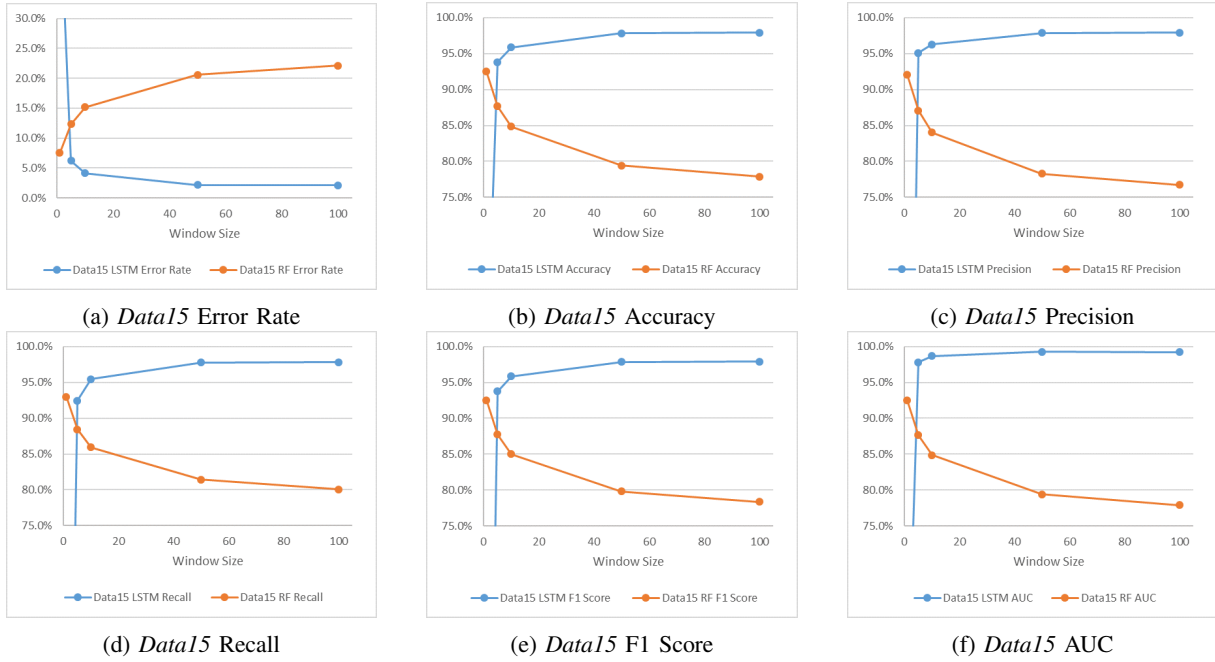 30.0%
25.0%
20.0%
15.0%
10.0%
5.0%
0.0%
0 20 40 60 80 100
Window Size
Data15 LSTM Error Rate Data15 RF Error Rate
(a) Data15 Error Rate
100.0%
95.0%
90.0%
85.0%
80.0%
75.0%
0 20 40 60 80 100
Window Size
Data15 LSTM Accuracy Data15 RF Accuracy
(b) Data15 Accuracy
100.0%
95.0%
90.0%
85.0%
80.0%
75.0%
0 20 40 60 80 100
Window Size
Data15 LSTM Precision Data15 RF Precision
(c) Data15 Precision
100.0%
95.0%
90.0%
85.0%
80.0%
75.0%
0 20 40 60 80 100
Window Size
Data15 LSTM Recall Data15 RF Recall
(d) Data15 Recall
100.0%
95.0%
90.0%
85.0%
80.0%
75.0%
0 20 40 60 80 100
Window Size
Data15 LSTM F1 Score Data15 RF F1 Score
(e) Data15 F1 Score
100.0%
95.0%
90.0%
85.0%
80.0%
75.0%
0 20 40 60 80 100
Window Size
Data15 LSTM AUC Data15 RF AUC
(f) Data15 AUC